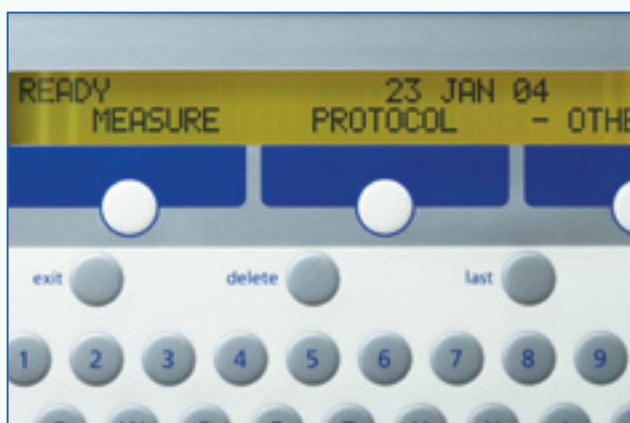 READY 23 JAN 04
MEASURE PROTOCOL - OTHE
exit delete last
1 2 3 4 5 6 7 8 9